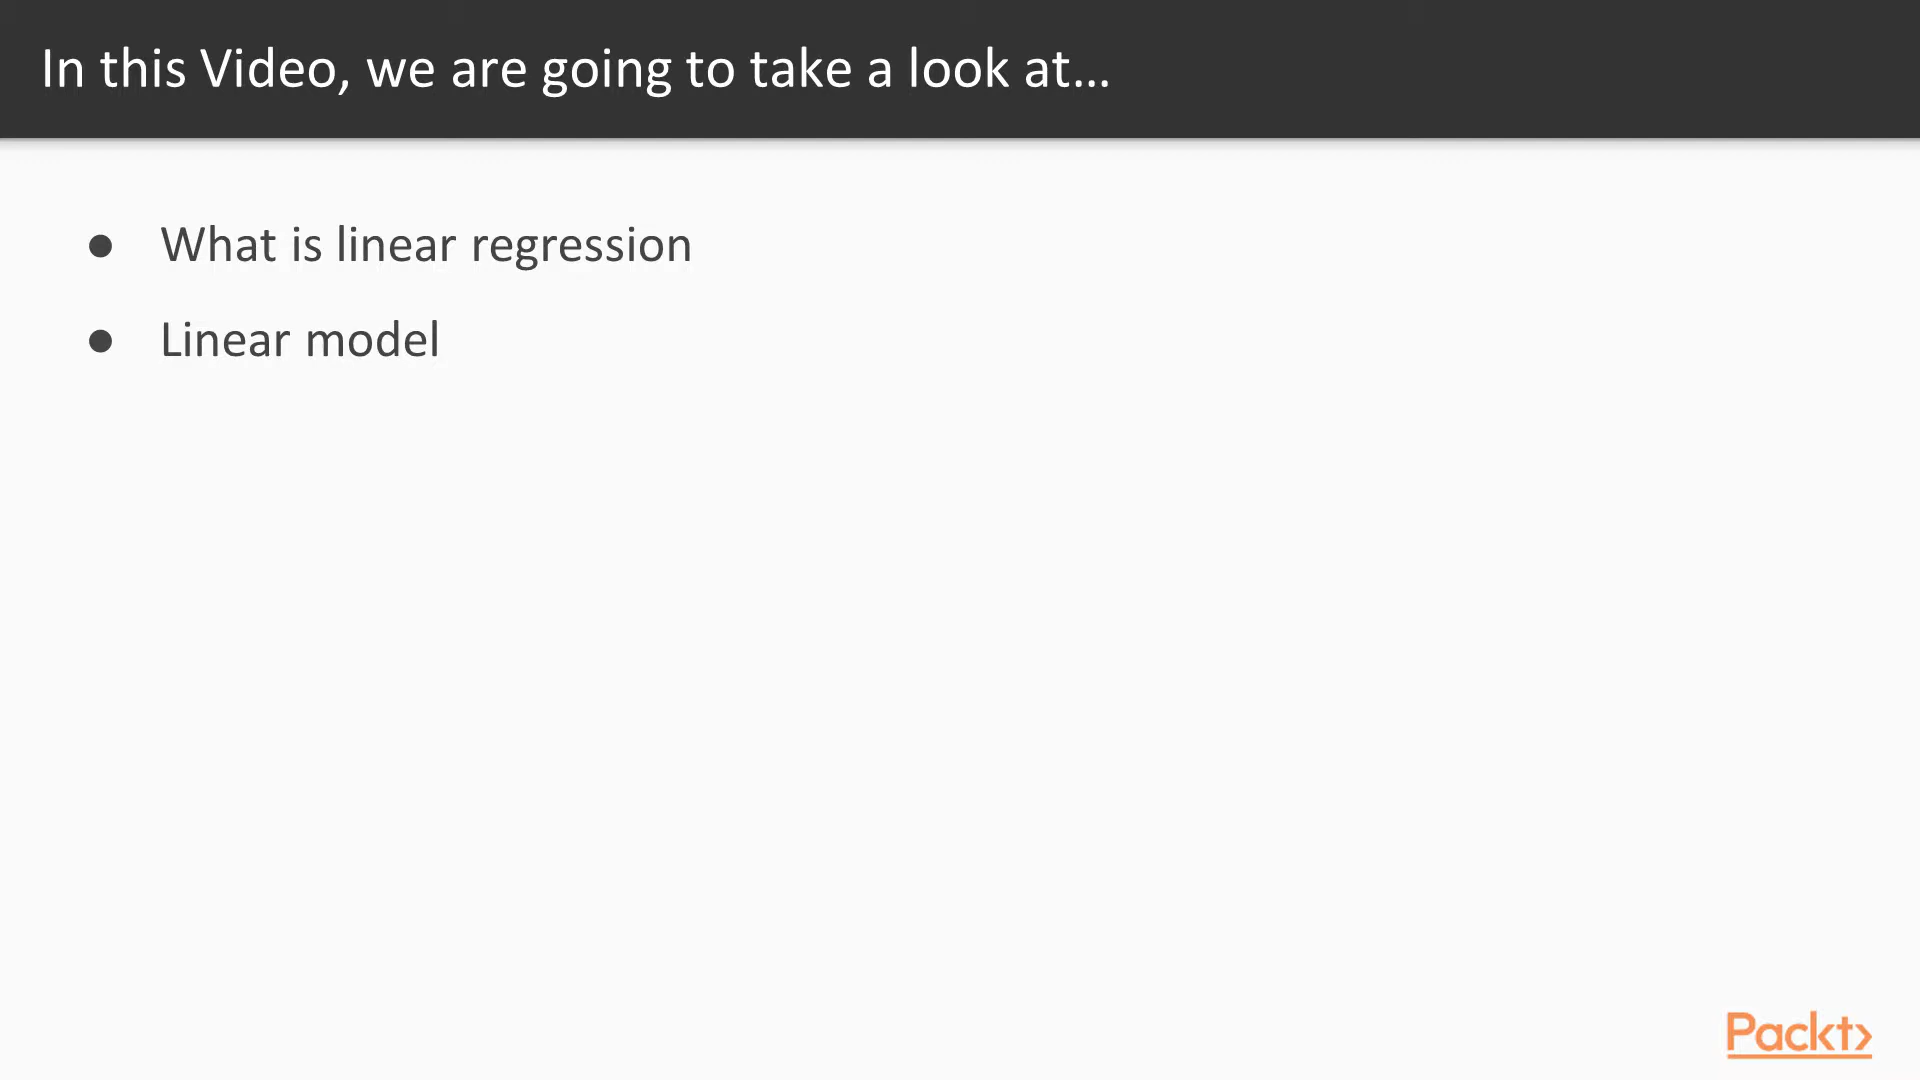 In this Video, we are going to take a look at...
● What is linear regression
● Linear model
Packt>